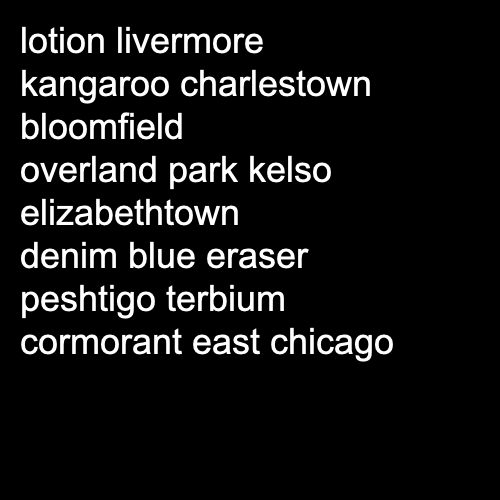 lotion livermore
kangaroo charlestown
bloomfield
overland park kelso
elizabethtown
denim blue eraser
peshtigo terbium
cormorant east chicago